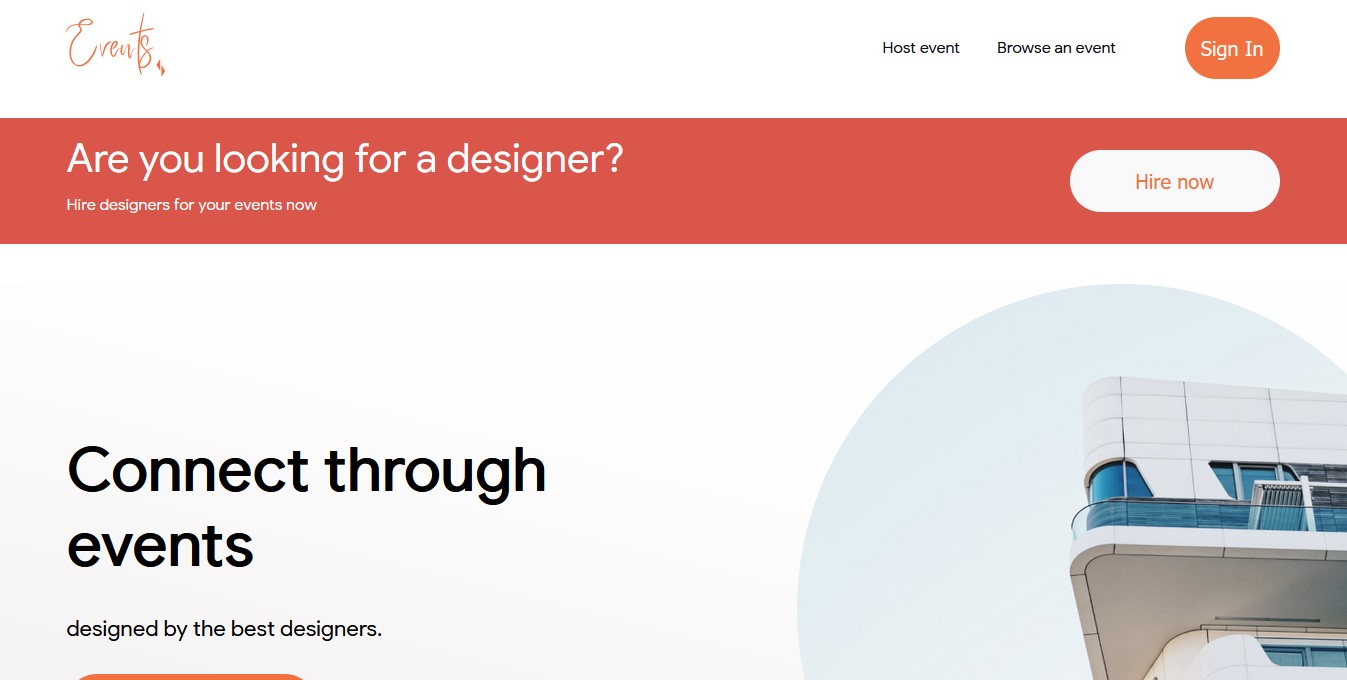 Events
Host event
Browse an event
Sign In
Are you looking for a designer?
Hire designers for your events now
Hire now
Connect through
events
designed by the best designers.